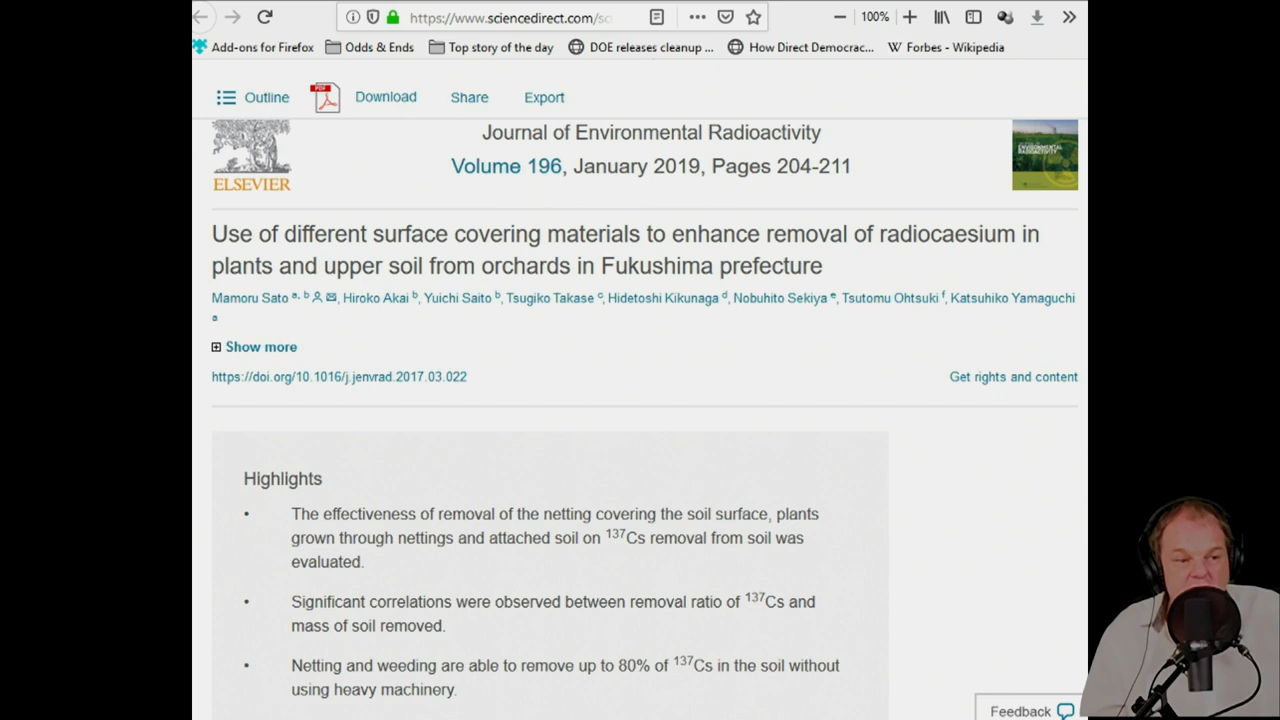 https://www.sciencedirect.com/sc
100%
Add-ons for Firefox
Odds & Ends
Top story of the day
DOE releases cleanup ...
How Direct Democrac...
W Forbes - Wikipedia
Outline
PDF
Download
Share
Export
ELSEVIER
Journal of Environmental Radioactivity
Volume 196, January 2019, Pages 204-211
ENVIRONMENTAL
RADIOACTIVITY
Use of different surface covering materials to enhance removal of radiocaesium in
plants and upper soil from orchards in Fukushima prefecture
Mamoru Sato a, b, Hiroko Akai b, Yuichi Saito b, Tsugiko Takase c, Hidetoshi Kikunaga d, Nobuhito Sekiya e, Tsutomu Ohtsuki f, Katsuhiko Yamaguchi
a
Show more
https://doi.org/10.1016/j.jenvrad.2017.03.022
Get rights and content
Highlights
• The effectiveness of removal of the netting covering the soil surface, plants
grown through nettings and attached soil on 137Cs removal from soil was
evaluated.
• Significant correlations were observed between removal ratio of 137Cs and
mass of soil removed.
• Netting and weeding are able to remove up to 80% of 137Cs in the soil without
using heavy machinery.
Feedback